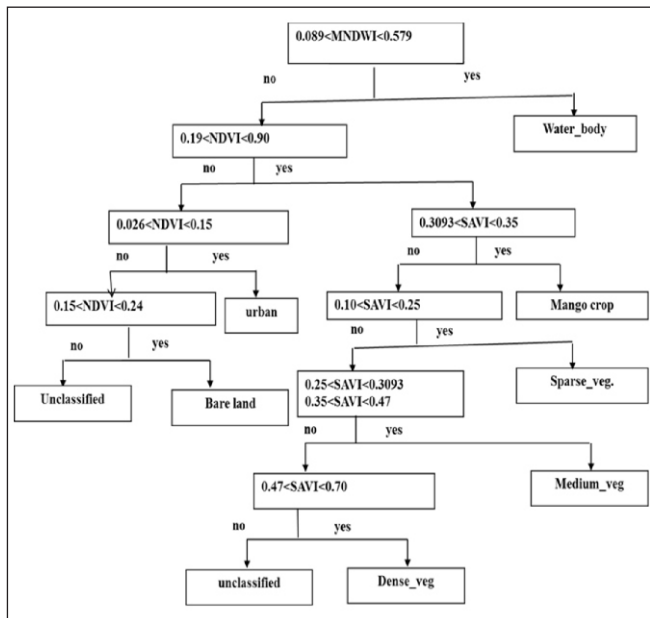 0.089<MNDWI<0.579
no
yes
0.19<NDVI<0.90
Water_body
no
yes
0.026<NDVI<0.15
0.3093<SAVI<0.35
no
yes
no
yes
0.15<NDVI<0.24
urban
0.10<SAVI<0.25
Mango crop
no
yes
no
yes
Unclassified
Bare land
0.25<SAVI<0.3093
0.35<SAVI<0.47
Sparse_veg.
no
yes
0.47<SAVI<0.70
Medium_veg
no
yes
unclassified
Dense_veg